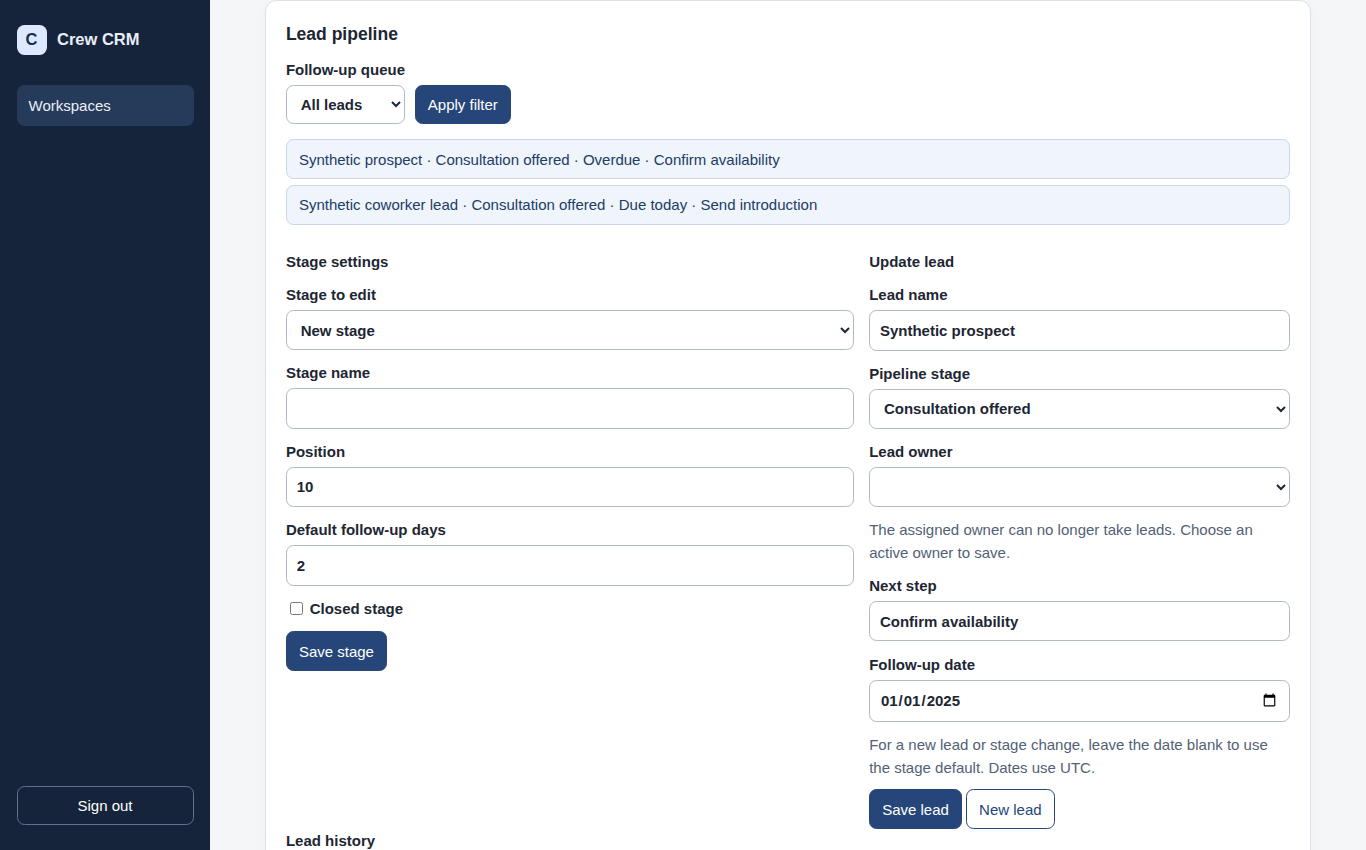 C Crew CRM
Workspaces
Sign out
Lead pipeline
Follow-up queue
All leads Apply filter
Synthetic prospect · Consultation offered · Overdue · Confirm availability
Synthetic coworker lead · Consultation offered · Due today · Send introduction
Stage settings
Stage to edit
New stage
Stage name
Position
10
Default follow-up days
2
Closed stage
Save stage
Update lead
Lead name
Synthetic prospect
Pipeline stage
Consultation offered
Lead owner
The assigned owner can no longer take leads. Choose an
active owner to save.
Next step
Confirm availability
Follow-up date
01/01/2025
For a new lead or stage change, leave the date blank to use
the stage default. Dates use UTC.
Save lead New lead
Lead history